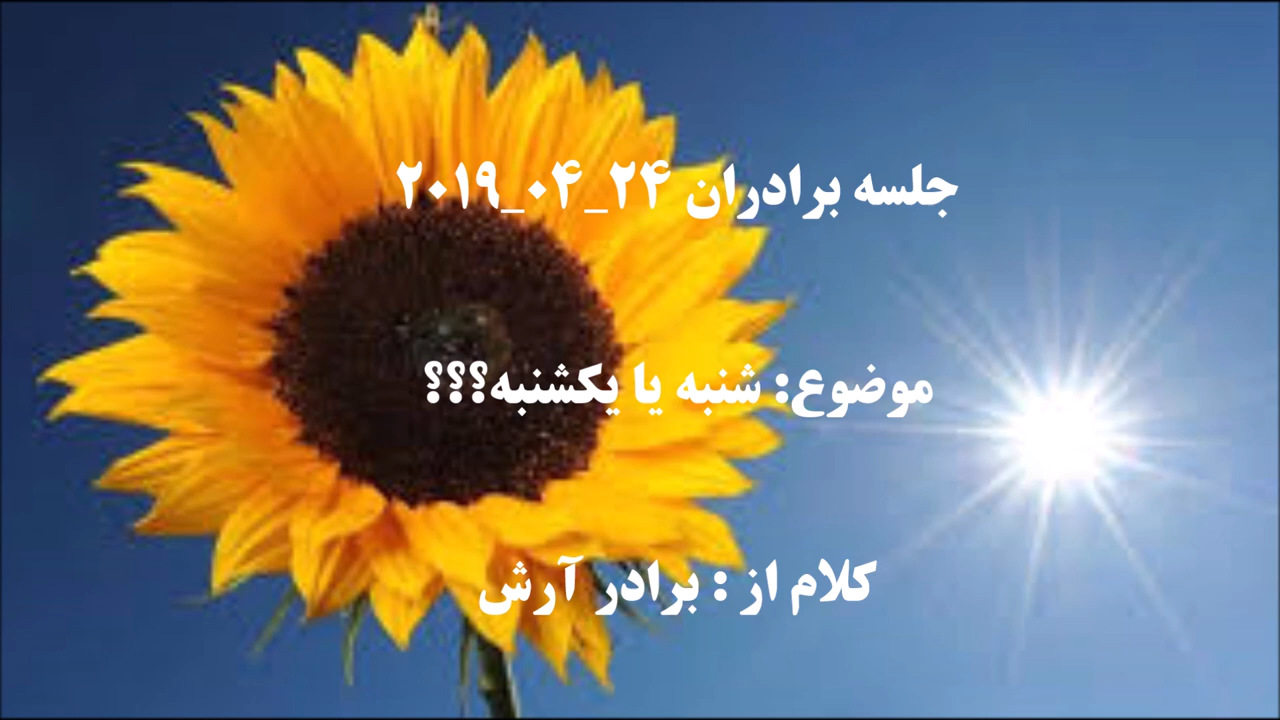 جلسه برادران ۲۴_۰۴_۲۰۱۹
موضوع: شنبه یا یکشنبه؟؟؟
کلام از : برادر آرش